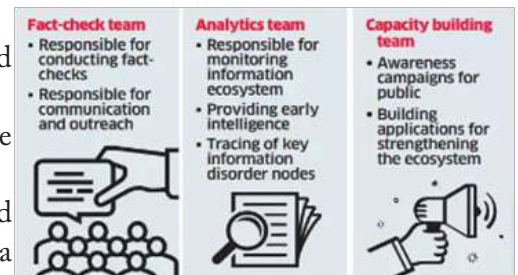 d
e
d
a
Fact-check team
• Responsible for
conducting fact-
checks
• Responsible for
communication
and outreach
Analytics team
• Responsible for
monitoring
information
ecosystem
• Providing early
intelligence
• Tracing of key
information
disorder nodes
Capacity building
team
• Awareness
campaigns for
public
• Building
applications for
strengthening
the ecosystem